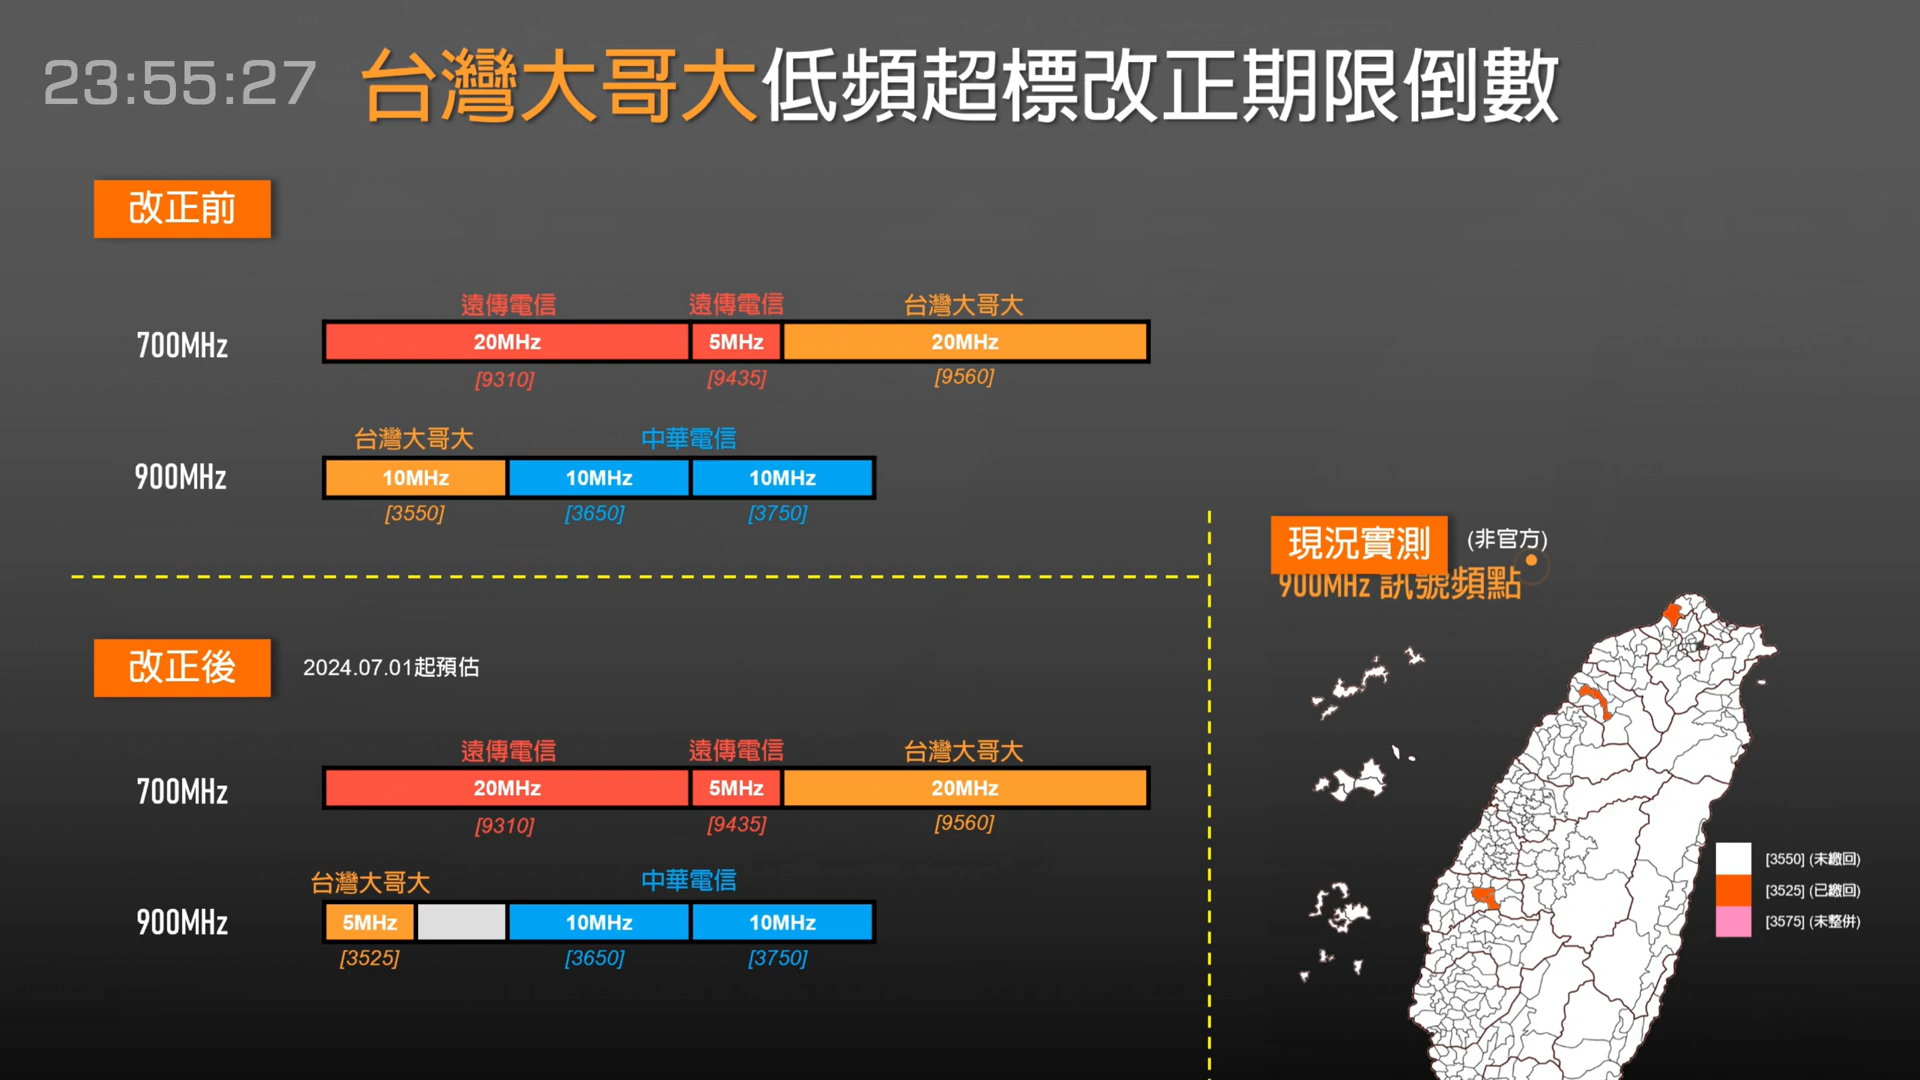 23:55:27
台灣大哥大低頻超標改正期限倒數
改正前
遠傳電信 遠傳電信 台灣大哥大
700MHz 20MHz 5MHz 20MHz
[9310] [9435] [9560]
台灣大哥大 中華電信
900MHz 10MHz 10MHz 10MHz
[3550] [3650] [3750]
改正後 2024.07.01起預估
遠傳電信 遠傳電信 台灣大哥大
700MHz 20MHz 5MHz 20MHz
[9310] [9435] [9560]
台灣大哥大 中華電信
900MHz 5MHz 10MHz 10MHz
[3525] [3650] [3750]
現況實測 (非官方)
900MHz 訊號頻點
[3550] (未繳回)
[3525] (已繳回)
[3575] (未整併)